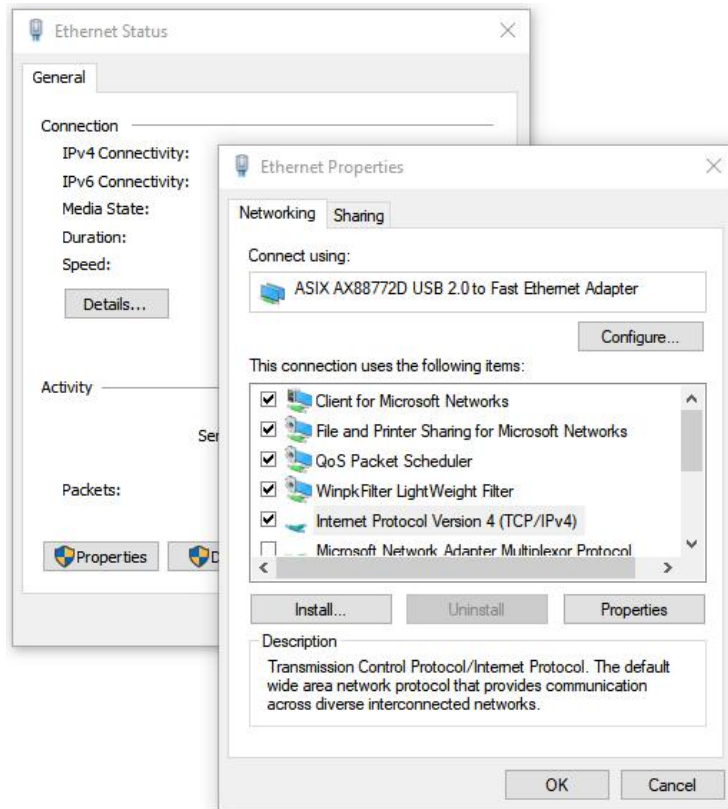 Ethernet Status
General
Connection
IPv4 Connectivity:
IPv6 Connectivity:
Media State:
Duration:
Speed:
Details...
Activity
Packets:
Properties
Ethernet Properties
Networking Sharing
Connect using:
ASIX AX88772D USB 2.0 to Fast Ethernet Adapter
Configure...
This connection uses the following items:
Client for Microsoft Networks
File and Printer Sharing for Microsoft Networks
QoS Packet Scheduler
WinpkFilter LightWeight Filter
Internet Protocol Version 4 (TCP/IPv4)
Microsoft Network Adapter Multiplexor Protocol
Install... Uninstall Properties
Description
Transmission Control Protocol/Internet Protocol. The default
wide area network protocol that provides communication
across diverse interconnected networks.
OK Cancel